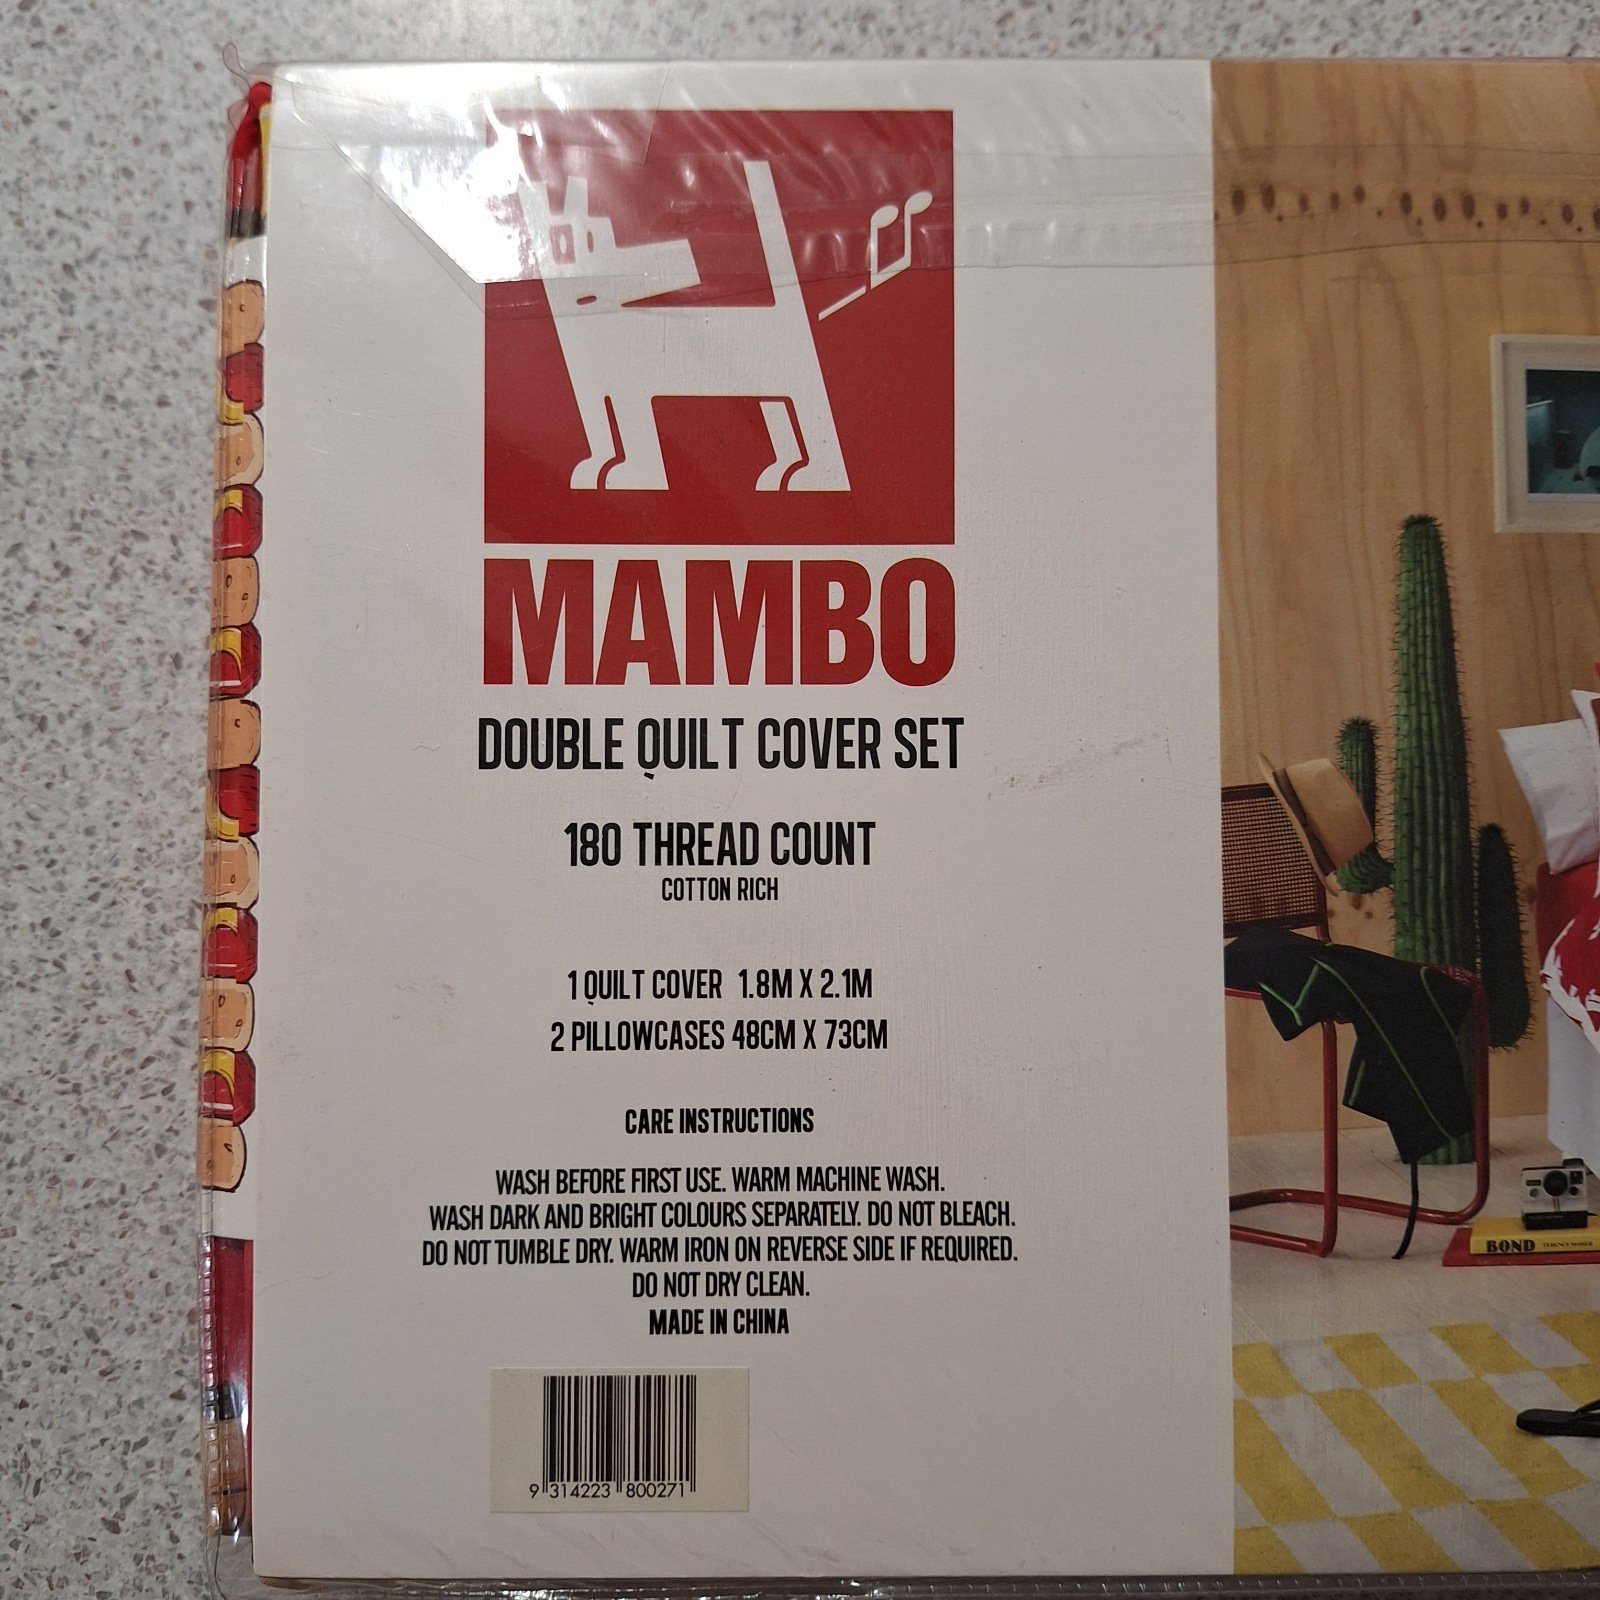 MAMBO
DOUBLE QUILT COVER SET
180 THREAD COUNT
COTTON RICH
1 QUILT COVER 1.8M X 2.1M
2 PILLOWCASES 48CM X 73CM
CARE INSTRUCTIONS
WASH BEFORE FIRST USE. WARM MACHINE WASH.
WASH DARK AND BRIGHT COLOURS SEPARATELY. DO NOT BLEACH.
DO NOT TUMBLE DRY. WARM IRON ON REVERSE SIDE IF REQUIRED.
DO NOT DRY CLEAN.
MADE IN CHINA
9 314223 800271
BOND